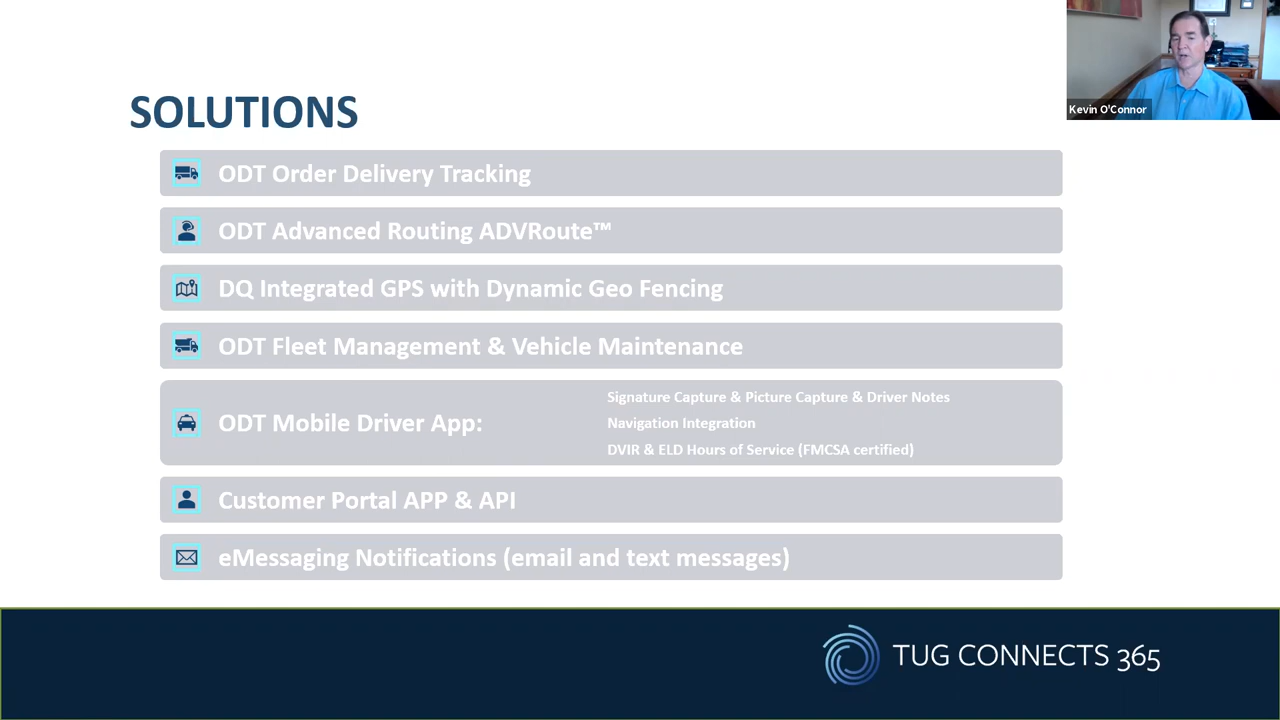 Kevin O'Connor
SOLUTIONS
ODT Order Delivery Tracking
ODT Advanced Routing ADVRoute™
DQ Integrated GPS with Dynamic Geo Fencing
ODT Fleet Management & Vehicle Maintenance
ODT Mobile Driver App:
Signature Capture & Picture Capture & Driver Notes
Navigation Integration
DVIR & ELD Hours of Service (FMCSA certified)
Customer Portal APP & API
eMessaging Notifications (email and text messages)
TUG CONNECTS 365